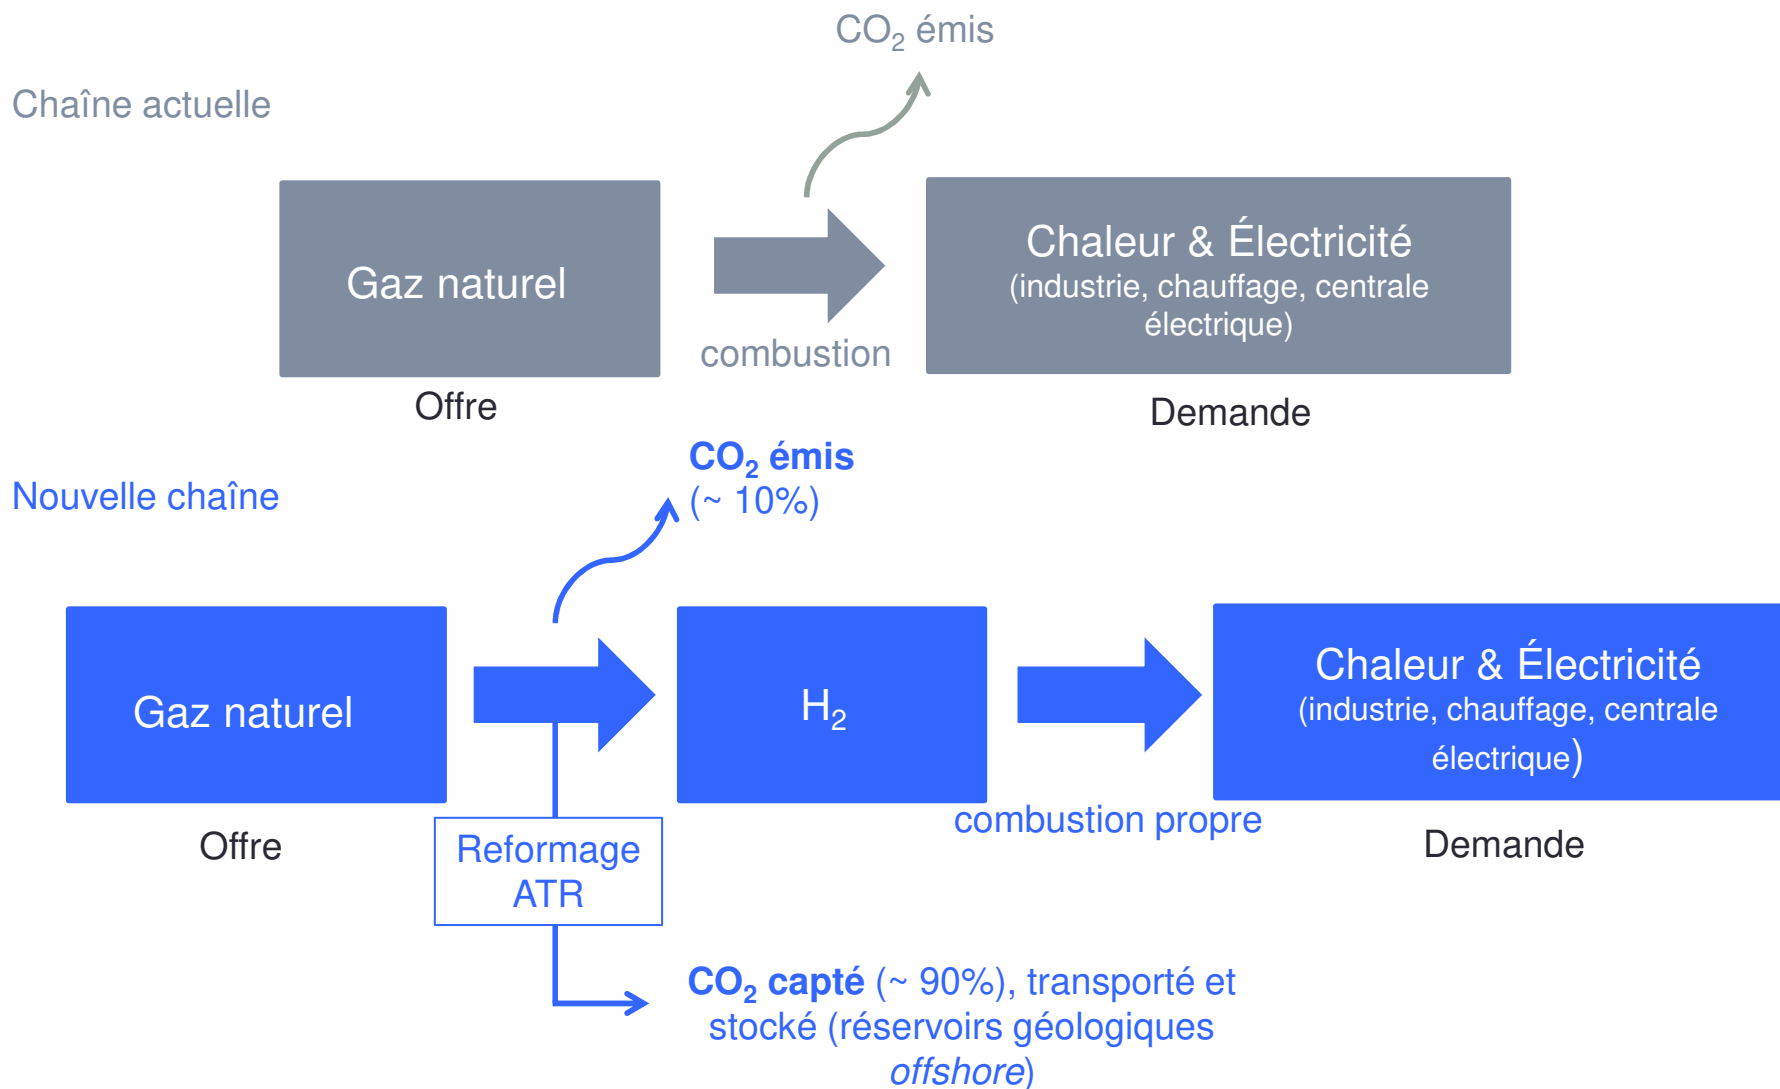 CO₂ émis
Chaîne actuelle
Gaz naturel
Chaleur & Électricité
(industrie, chauffage, centrale
électrique)
combustion
Offre
Demande
CO₂ émis
(~ 10%)
Nouvelle chaîne
Gaz naturel
H₂
Chaleur & Électricité
(industrie, chauffage, centrale
électrique)
combustion propre
Offre
Demande
Reformage
ATR
CO₂ capté (~ 90%), transporté et
stocké (réservoirs géologiques
offshore)